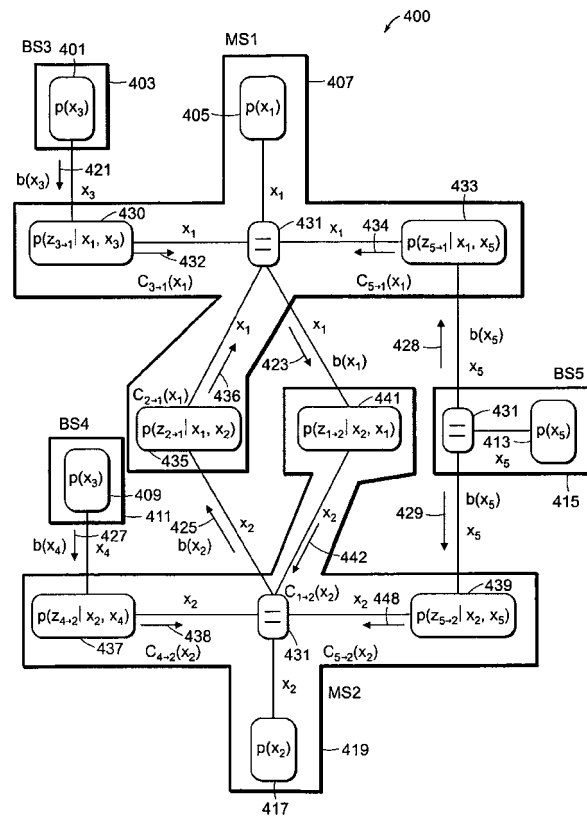 400
MS1
BS3
401
403
407
p(x₃)
405
p(x₁)
421
b(x₃)
x₃
x₁
430
433
431
434
p(z₃→₁|x₁, x₃)
x₁
x₁
p(z₅→₁|x₁, x₅)
432
C₃→₁(x₁)
C₅→₁(x₁)
x₁
x₁
423
b(x₁)
428
b(x₅)
x₅
C₂→₁(x₁)
436
441
BS5
BS4
p(z₂→₁|x₁, x₂)
p(z₁→₂|x₂, x₁)
431
p(x₅)
435
413
x₅
p(x₃)
409
411
415
425
x₂
b(x₂)
x₂
442
b(x₅)
429
x₅
427
b(x₄)
x₄
C₁→₂(x₂)
439
p(z₄→₂|x₂, x₄)
x₂
x₂
448
p(z₅→₂|x₂, x₅)
437
438
431
C₄→₂(x₂)
C₅→₂(x₂)
x₂
MS2
p(x₂)
419
417